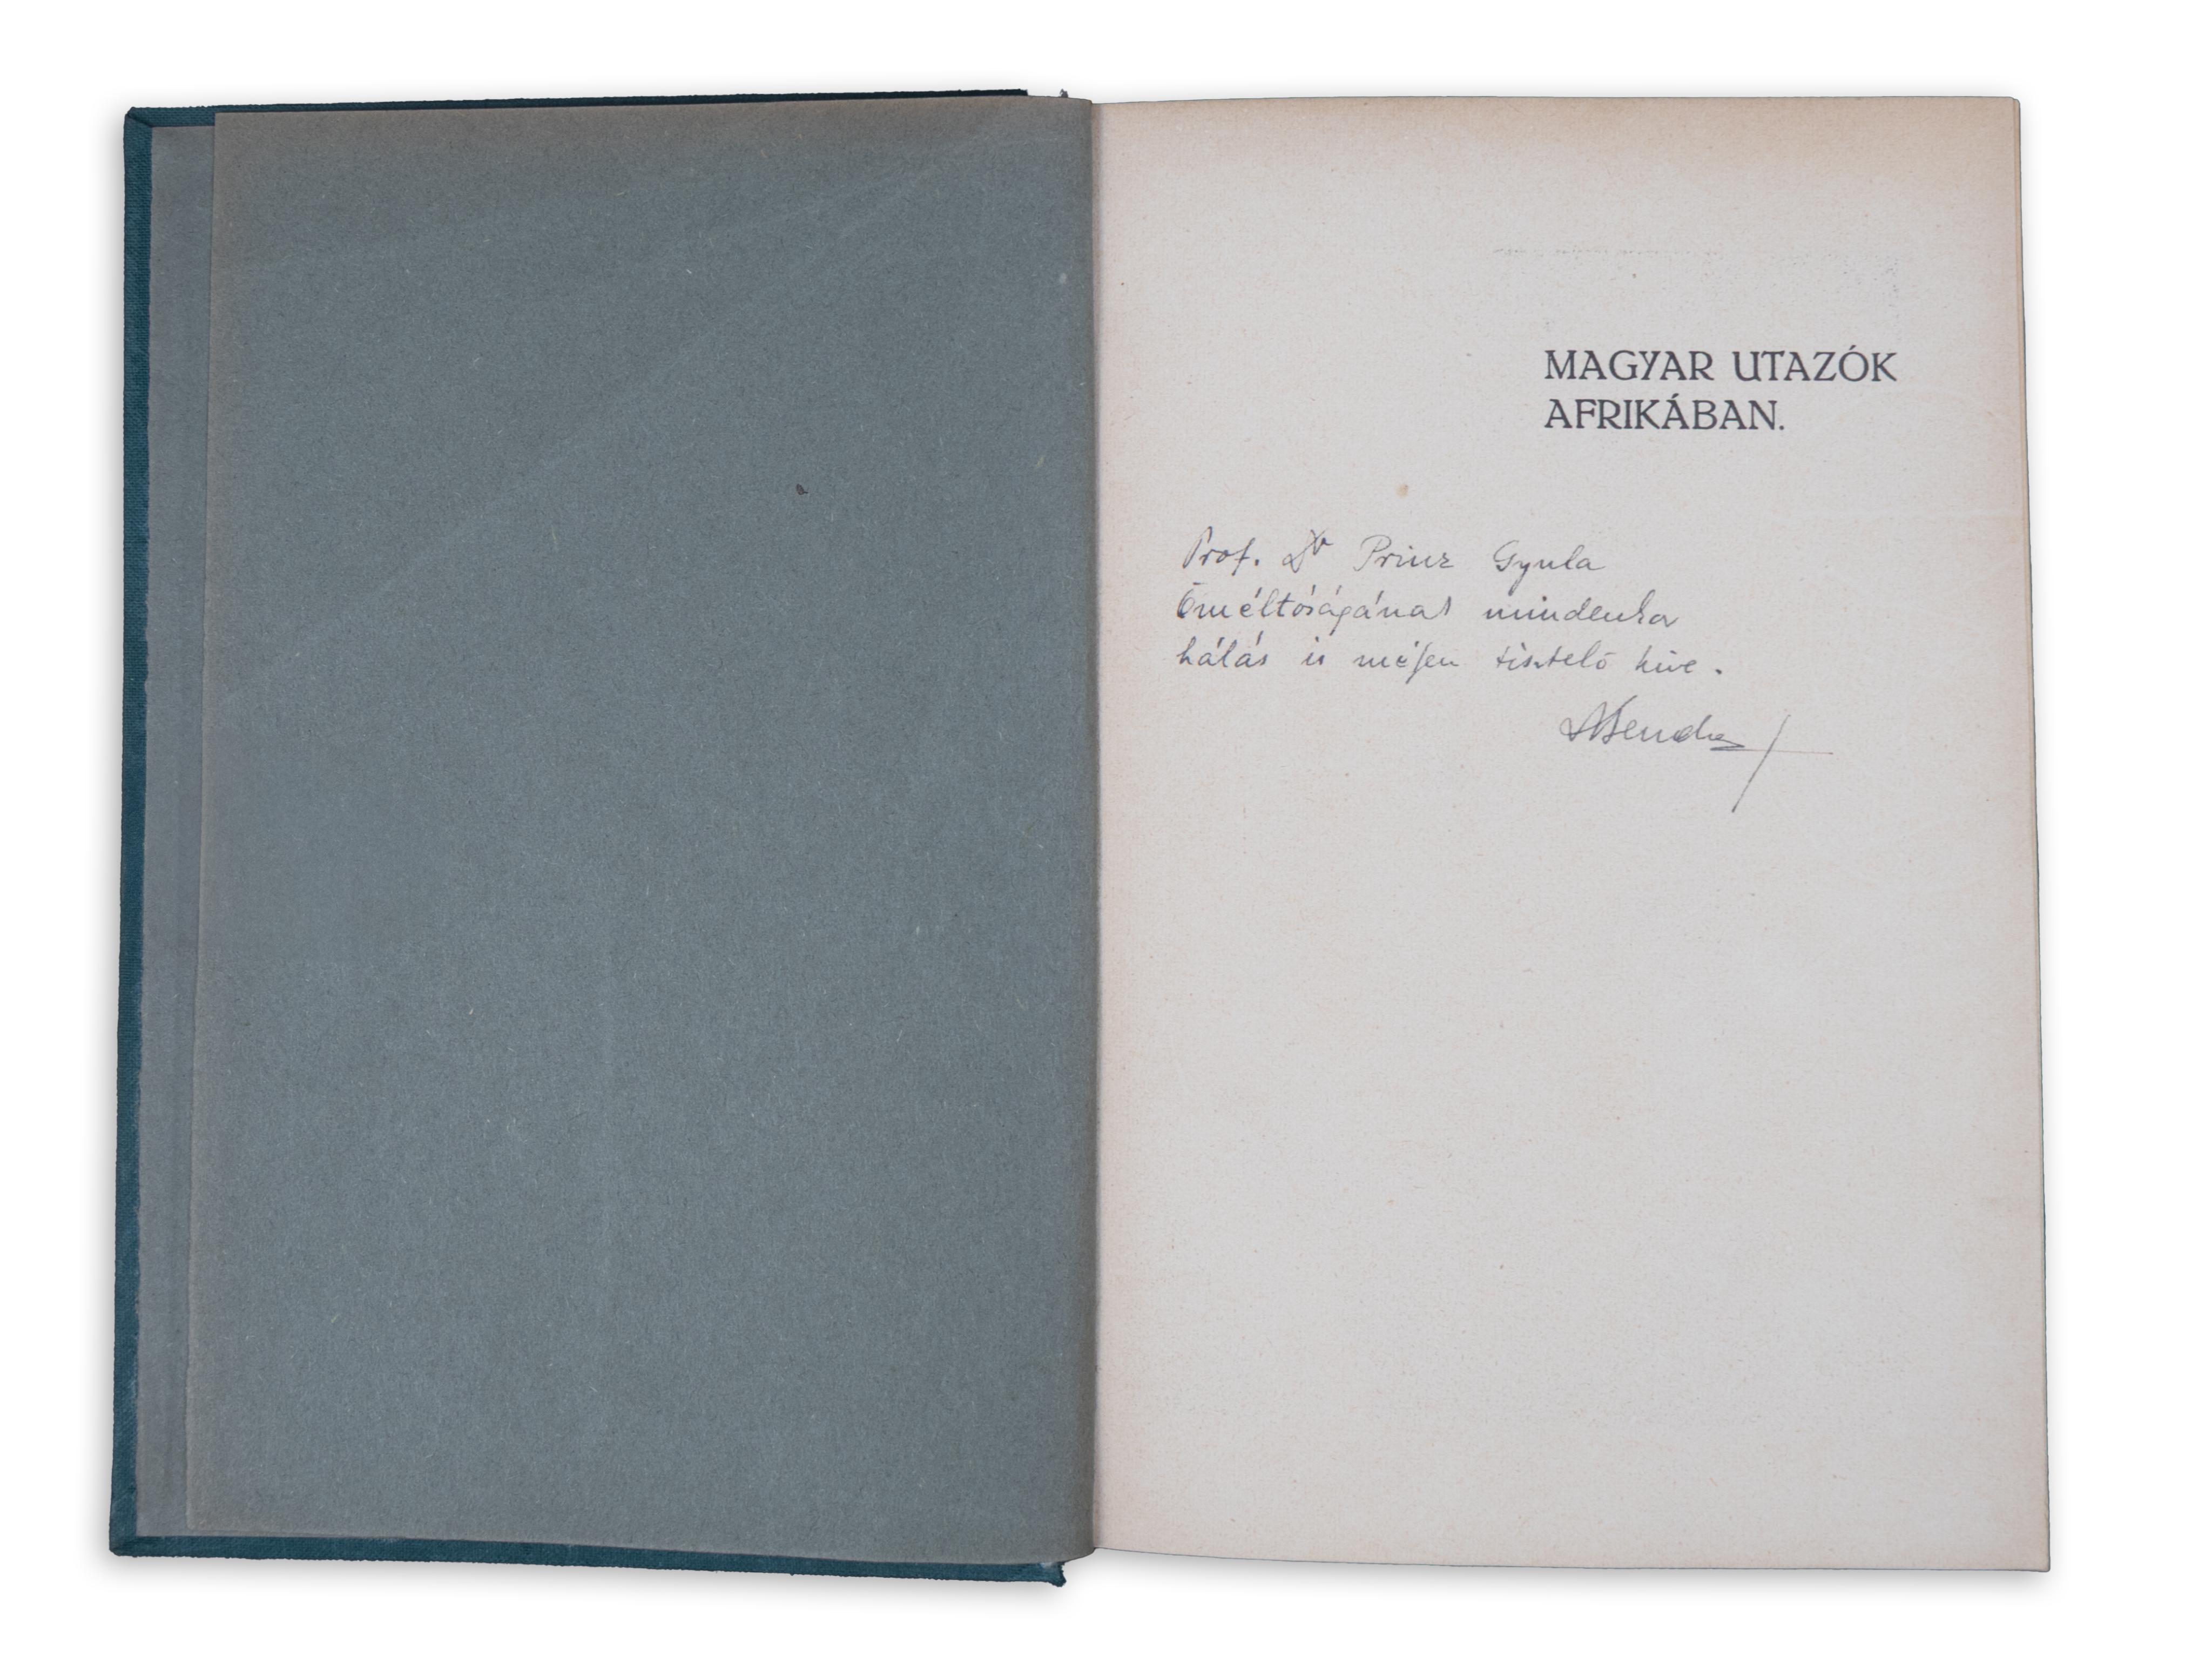 MAGYAR UTAZÓK
AFRIKÁBAN.
Prof. Dr Prinz Gyula
Őméltóságának mindenkor
hálás és mélyen tisztelő híve.